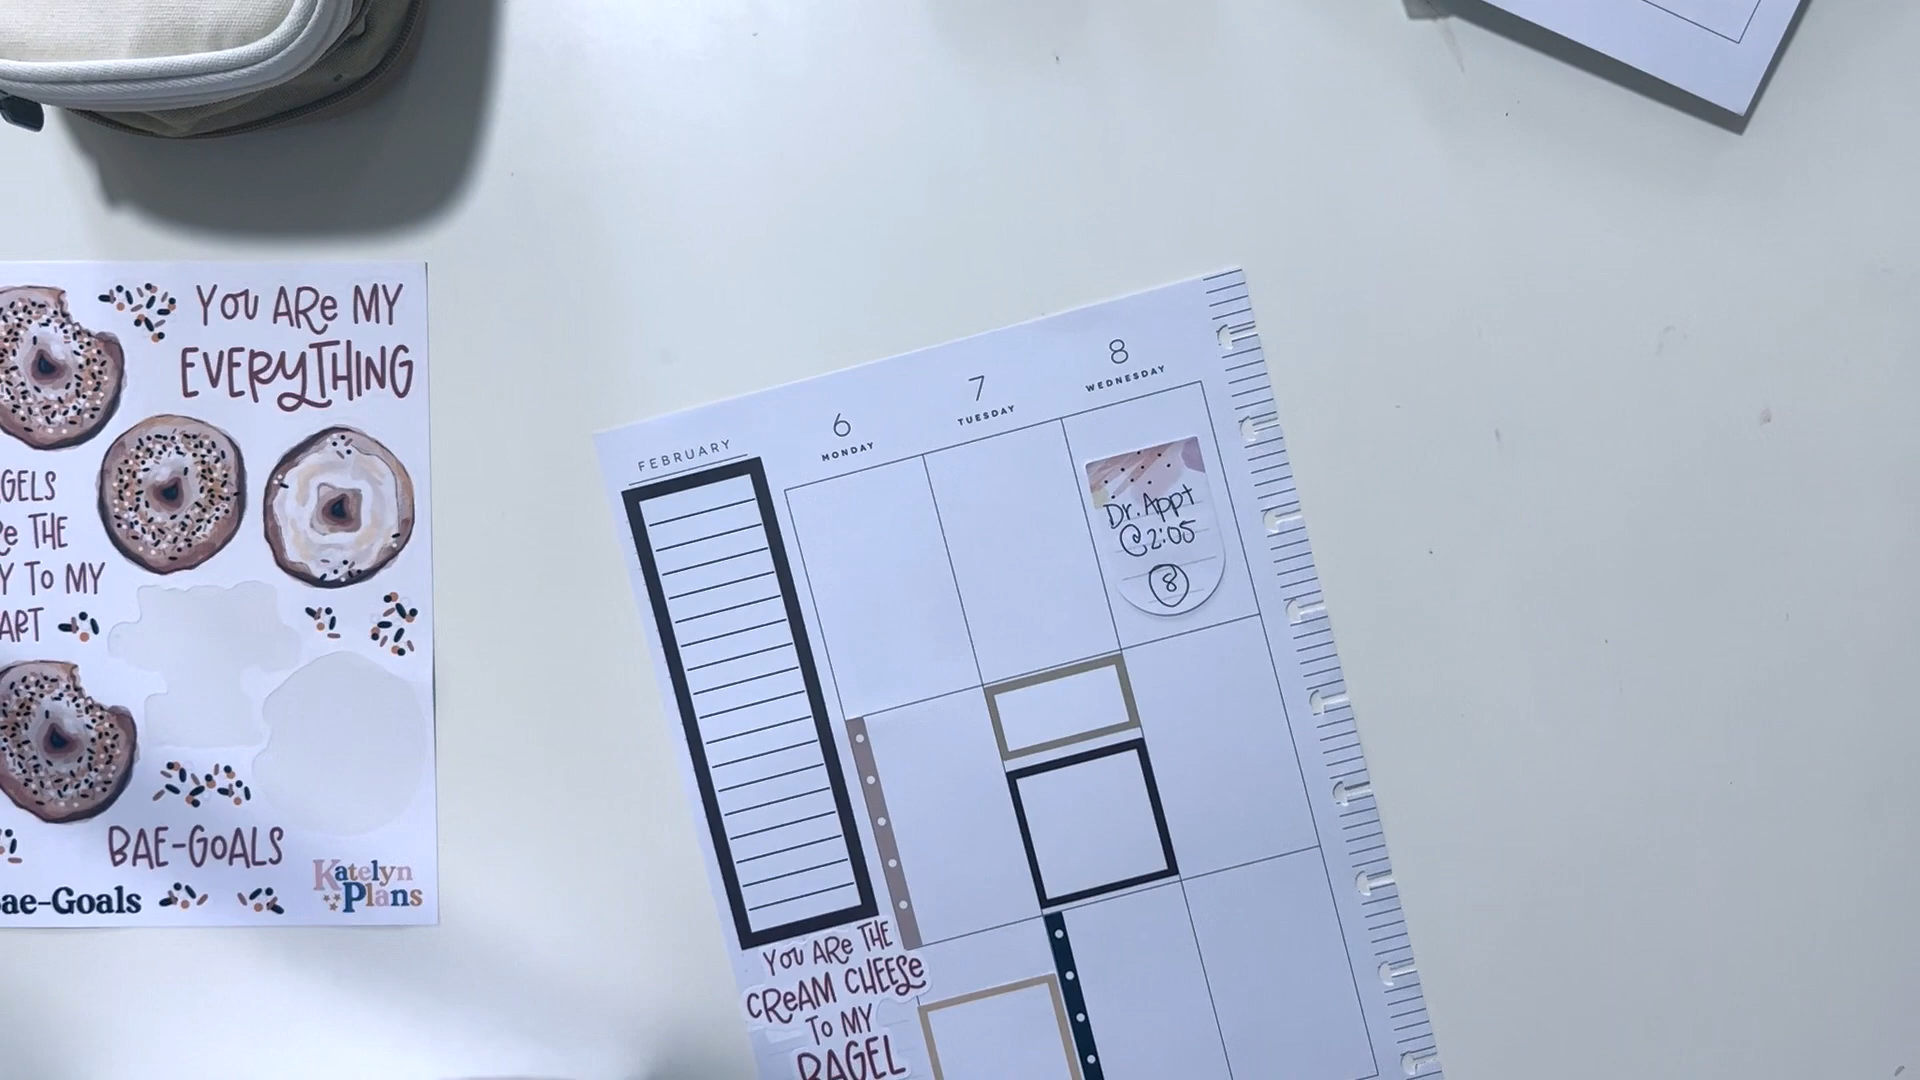 You ARe MY
EVERYTHING
GELS
Re THE
Y To MY
ART
BAE-GoALS
ae-Goals
Katelyn
Plans
FEBRUARY
6
MONDAY
7
TUESDAY
8
WEDNESDAY
Dr. Appt
@ 2:05
8
You ARe THE
CReAM CHEESe
To MY
BAGEL